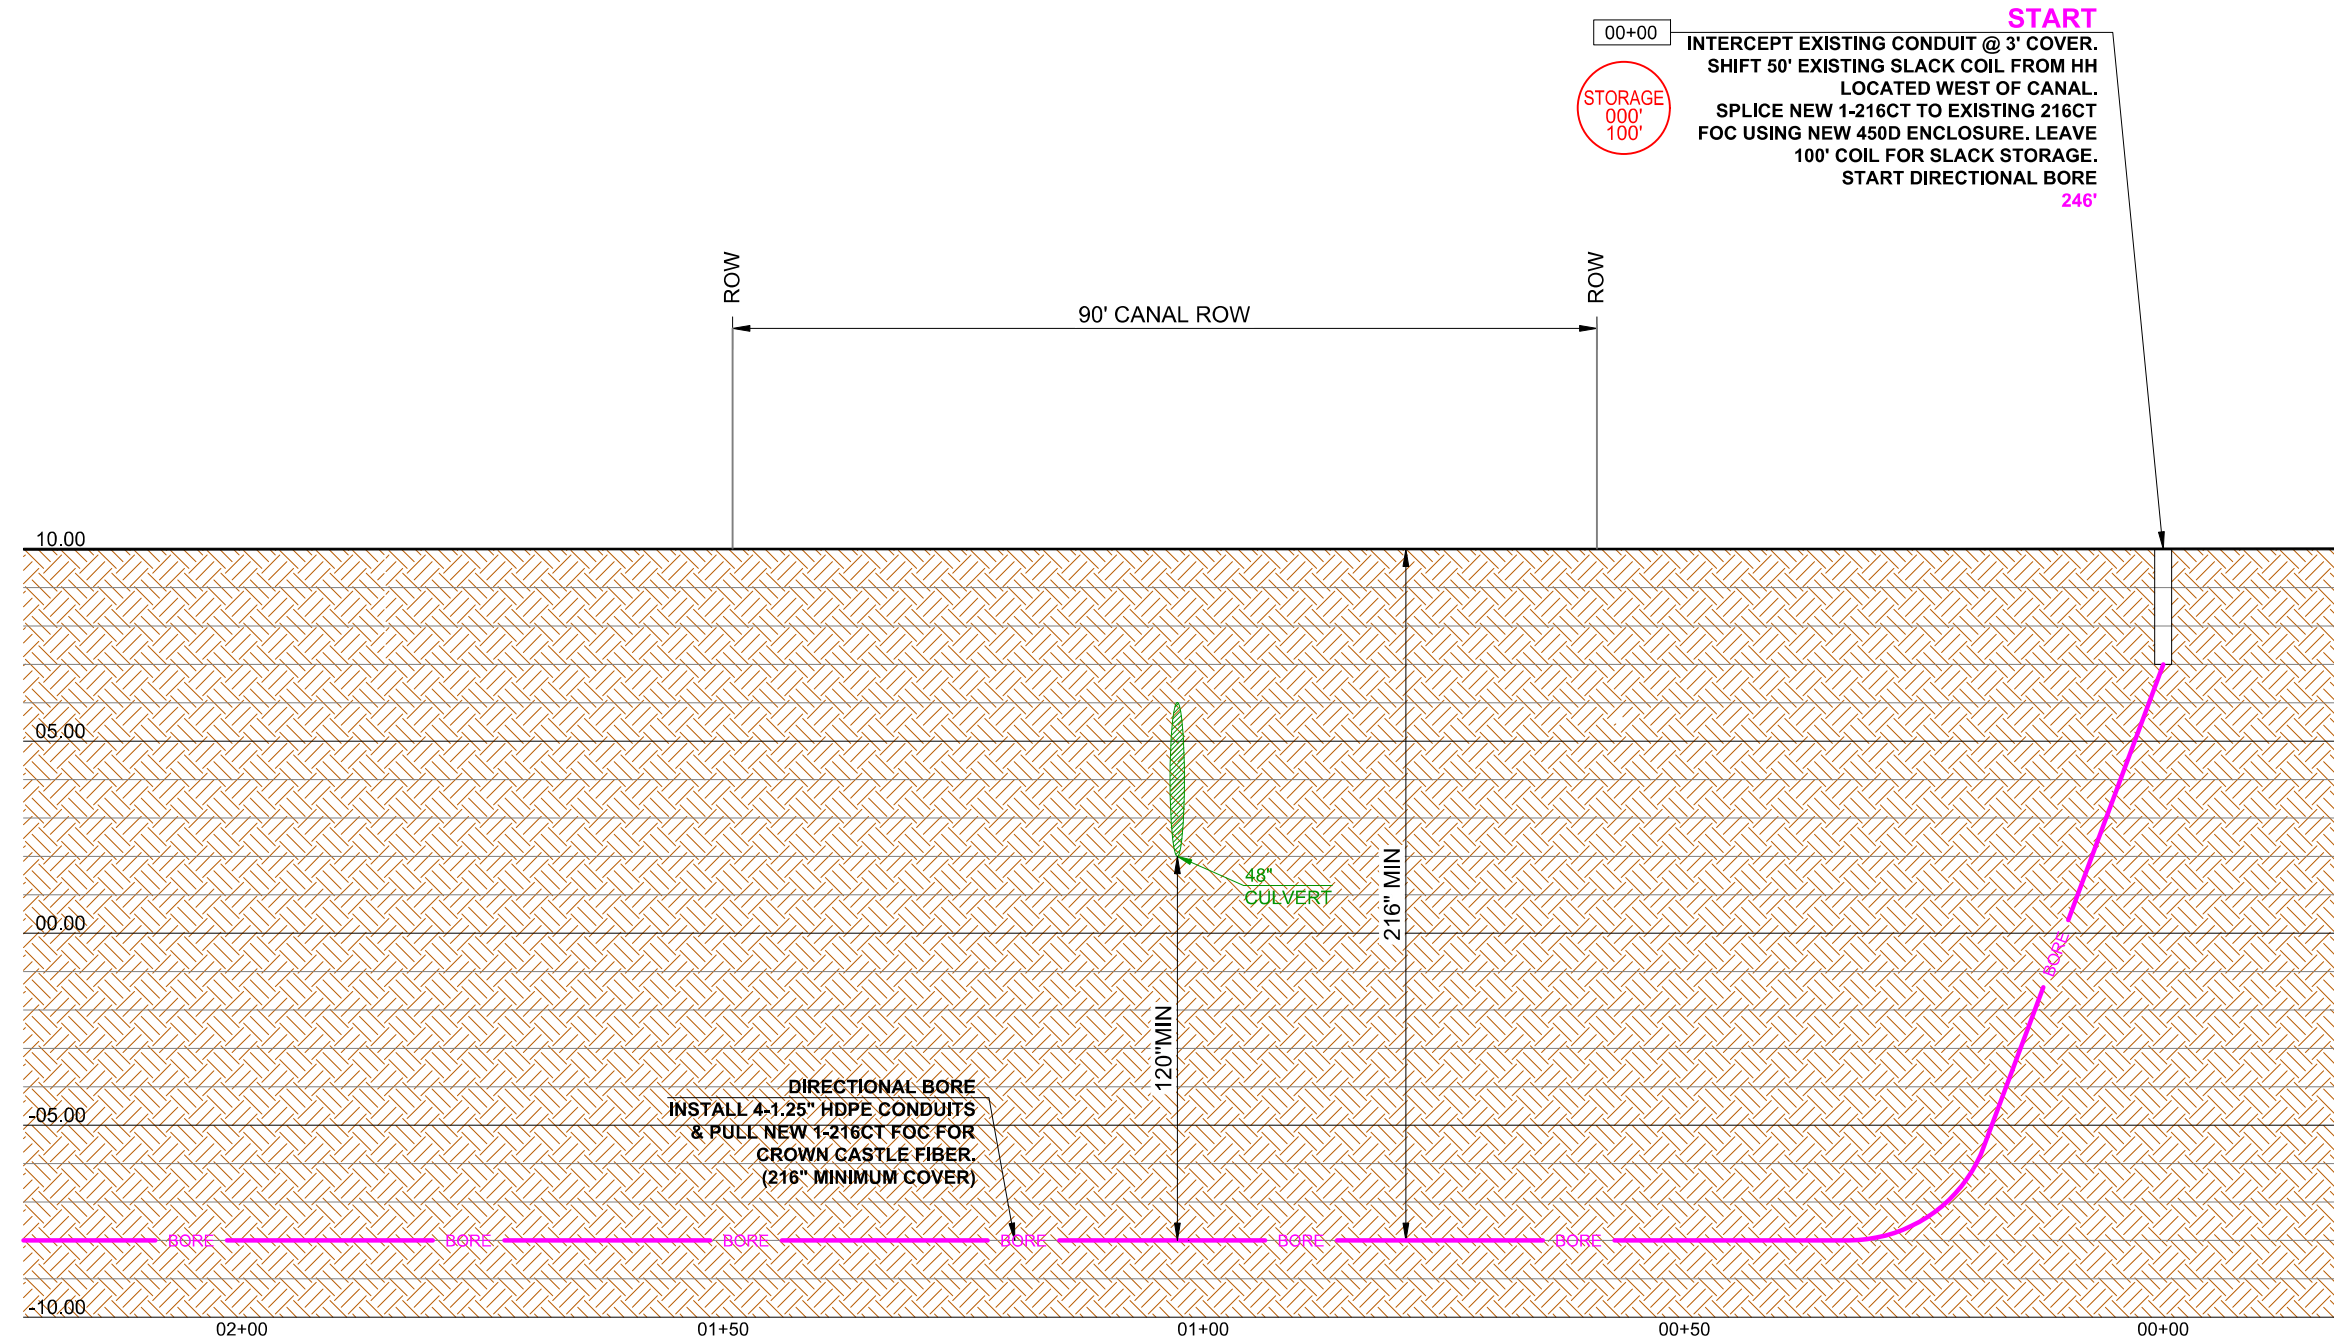 START
00+00
INTERCEPT EXISTING CONDUIT @ 3' COVER.
SHIFT 50' EXISTING SLACK COIL FROM HH
LOCATED WEST OF CANAL.
SPLICE NEW 1-216CT TO EXISTING 216CT
FOC USING NEW 450D ENCLOSURE. LEAVE
100' COIL FOR SLACK STORAGE.
START DIRECTIONAL BORE
246'
STORAGE
000'
100'
ROW
ROW
90' CANAL ROW
10.00
05.00
00.00
-05.00
-10.00
48"
CULVERT
216" MIN
120"MIN
BORE
DIRECTIONAL BORE
INSTALL 4-1.25" HDPE CONDUITS
& PULL NEW 1-216CT FOC FOR
CROWN CASTLE FIBER.
(216" MINIMUM COVER)
BORE BORE BORE BORE BORE BORE
02+00 01+50 01+00 00+50 00+00